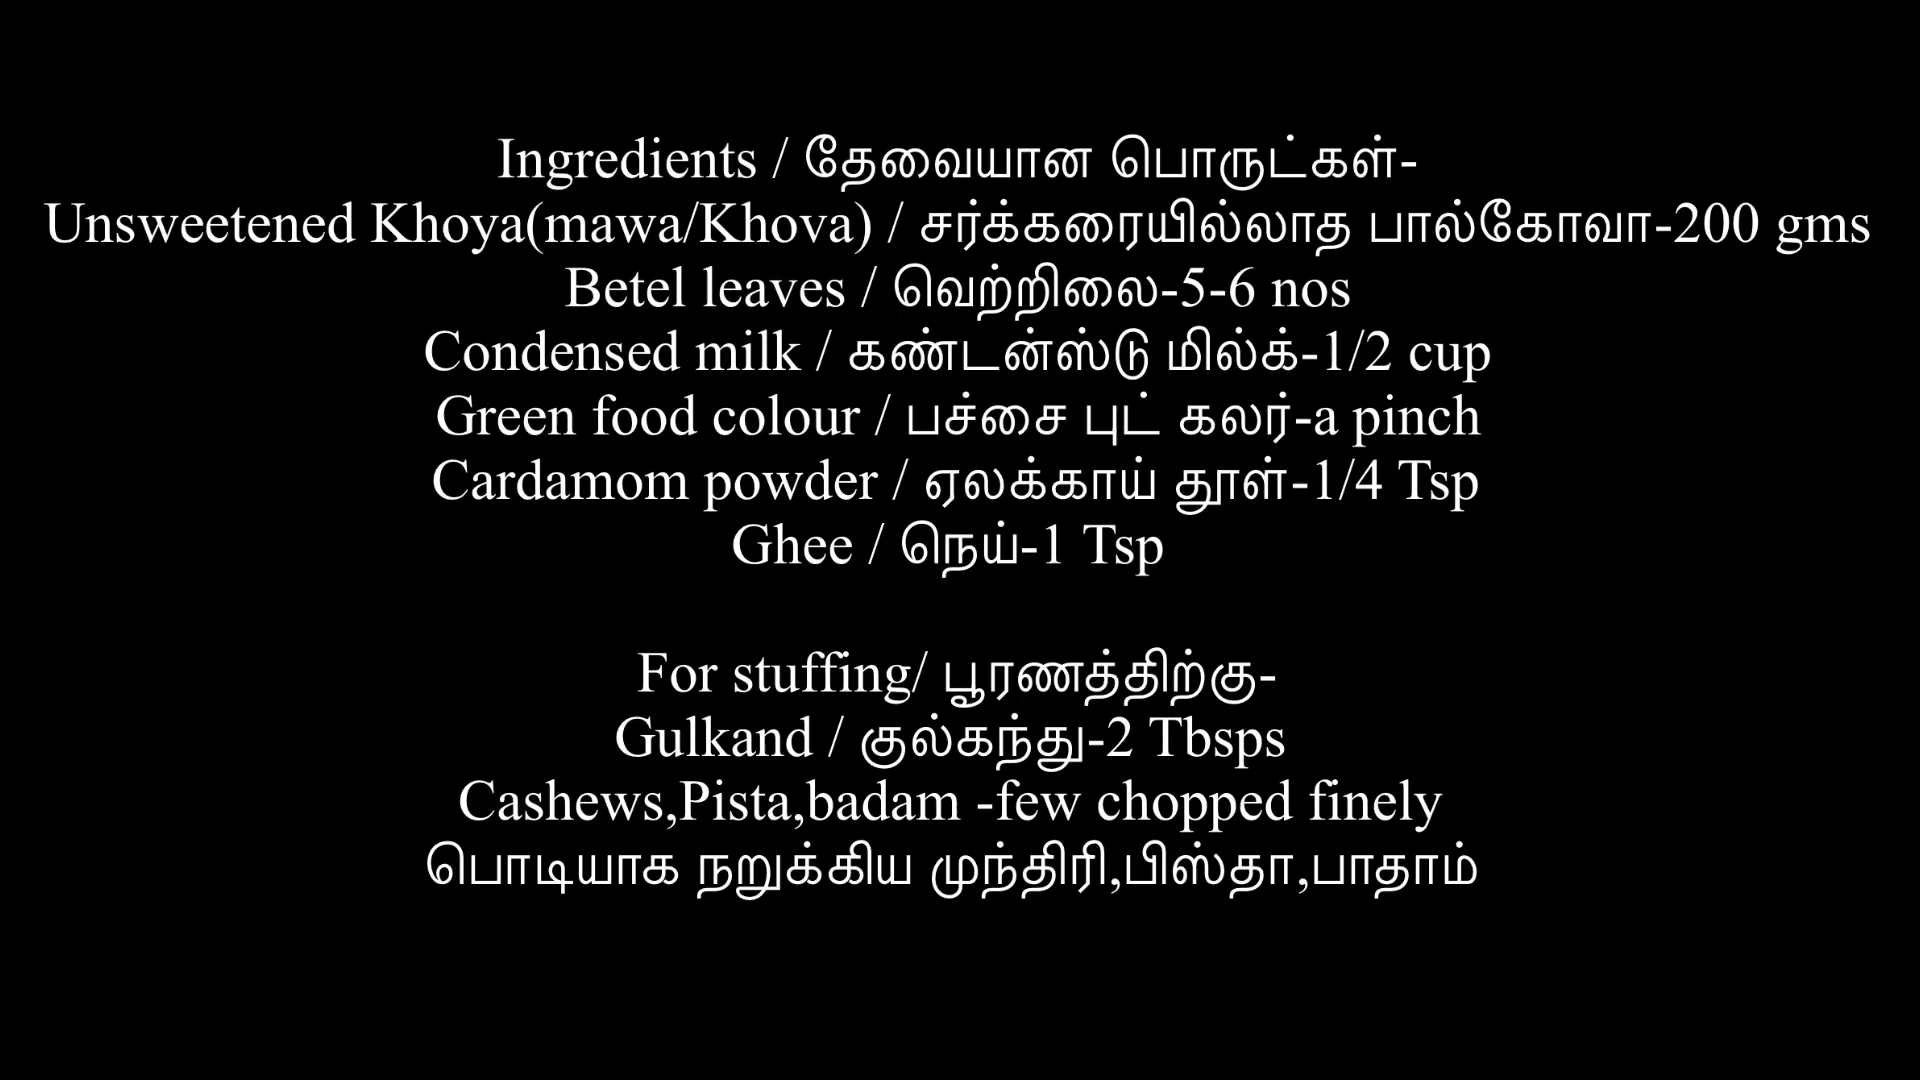 Ingredients / தேவையான பொருட்கள்-
Unsweetened Khoya(mawa/Khova) / சர்க்கரையில்லாத பால்கோவா-200 gms
Betel leaves / வெற்றிலை-5-6 nos
Condensed milk / கண்டன்ஸ்டு மில்க்-1/2 cup
Green food colour / பச்சை புட் கலர்-a pinch
Cardamom powder / ஏலக்காய் தூள்-1/4 Tsp
Ghee / நெய்-1 Tsp
For stuffing/ பூரணத்திற்கு-
Gulkand / குல்கந்து-2 Tbsps
Cashews,Pista,badam -few chopped finely
பொடியாக நறுக்கிய முந்திரி,பிஸ்தா,பாதாம்